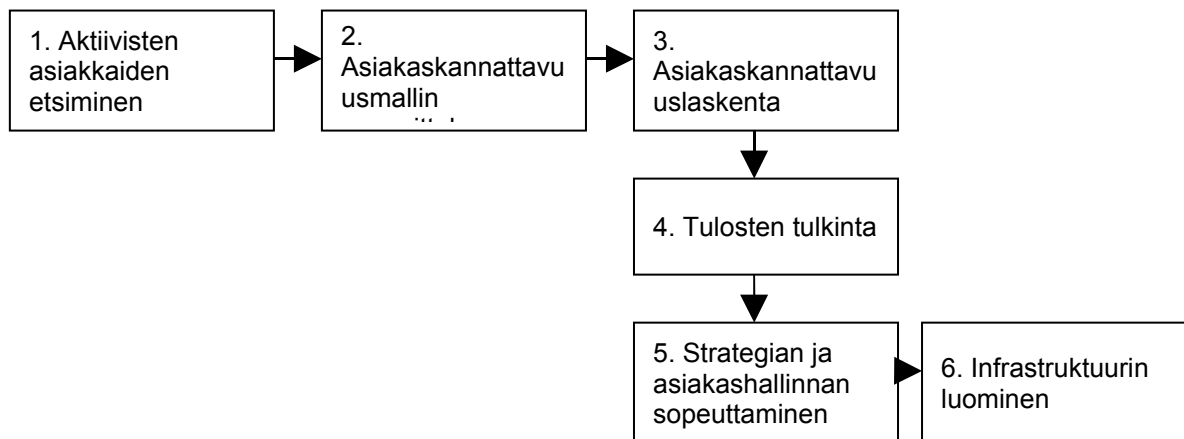 1. Aktiivisten
asiakkaiden
etsiminen
2.
Asiakaskannattavu
usmallin
3.
Asiakaskannattavu
uslaskenta
4. Tulosten tulkinta
5. Strategian ja
asiakashallinnan
sopeuttaminen
6. Infrastruktuurin
luominen